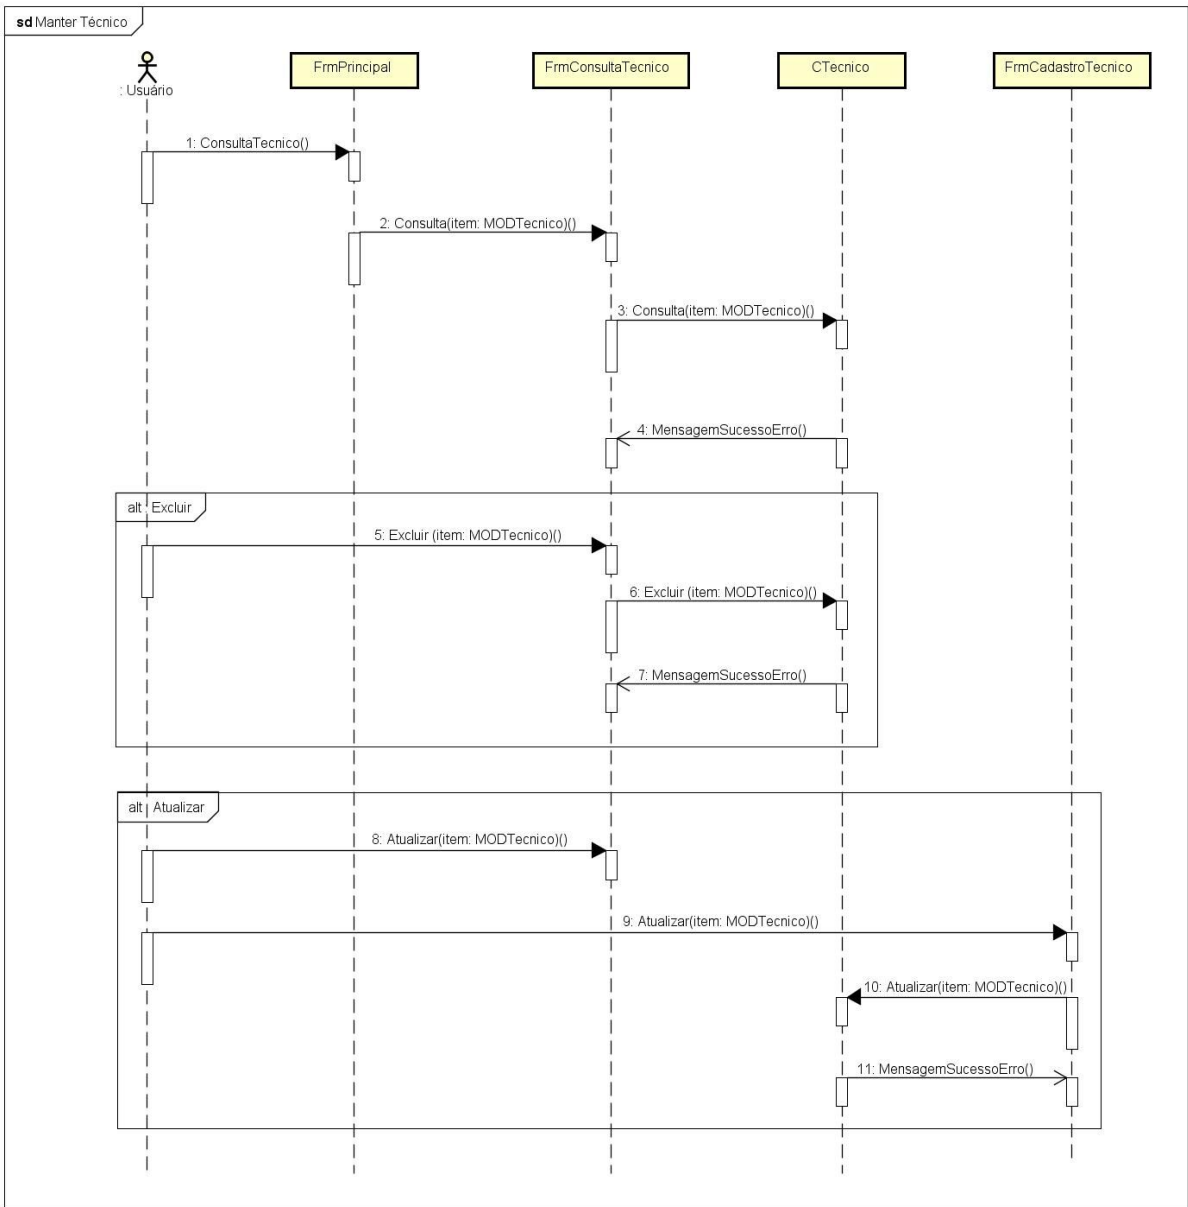 sd Manter Técnico
: Usuário
FrmPrincipal
FrmConsultaTecnico
CTecnico
FrmCadastroTecnico
1: ConsultaTecnico()
2: Consulta(item: MODTecnico)()
3: Consulta(item: MODTecnico)()
4: MensagemSucessoErro()
alt Excluir
5: Excluir (item: MODTecnico)()
6: Excluir (item: MODTecnico)()
7: MensagemSucessoErro()
alt Atualizar
8: Atualizar(item: MODTecnico)()
9: Atualizar(item: MODTecnico)()
10: Atualizar(item: MODTecnico)()
11: MensagemSucessoErro()